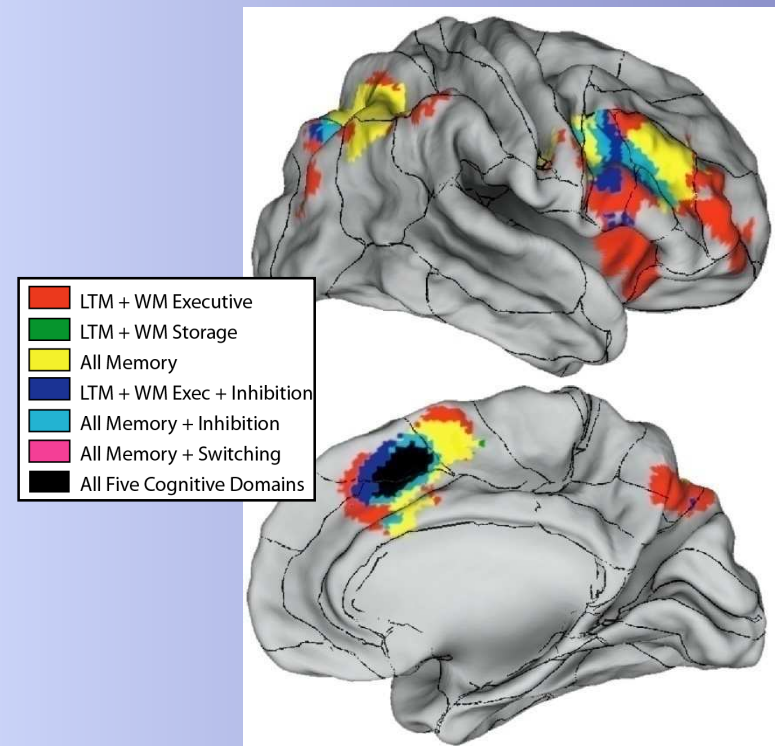 LTM + WM Executive
LTM + WM Storage
All Memory
LTM + WM Exec + Inhibition
All Memory + Inhibition
All Memory + Switching
All Five Cognitive Domains